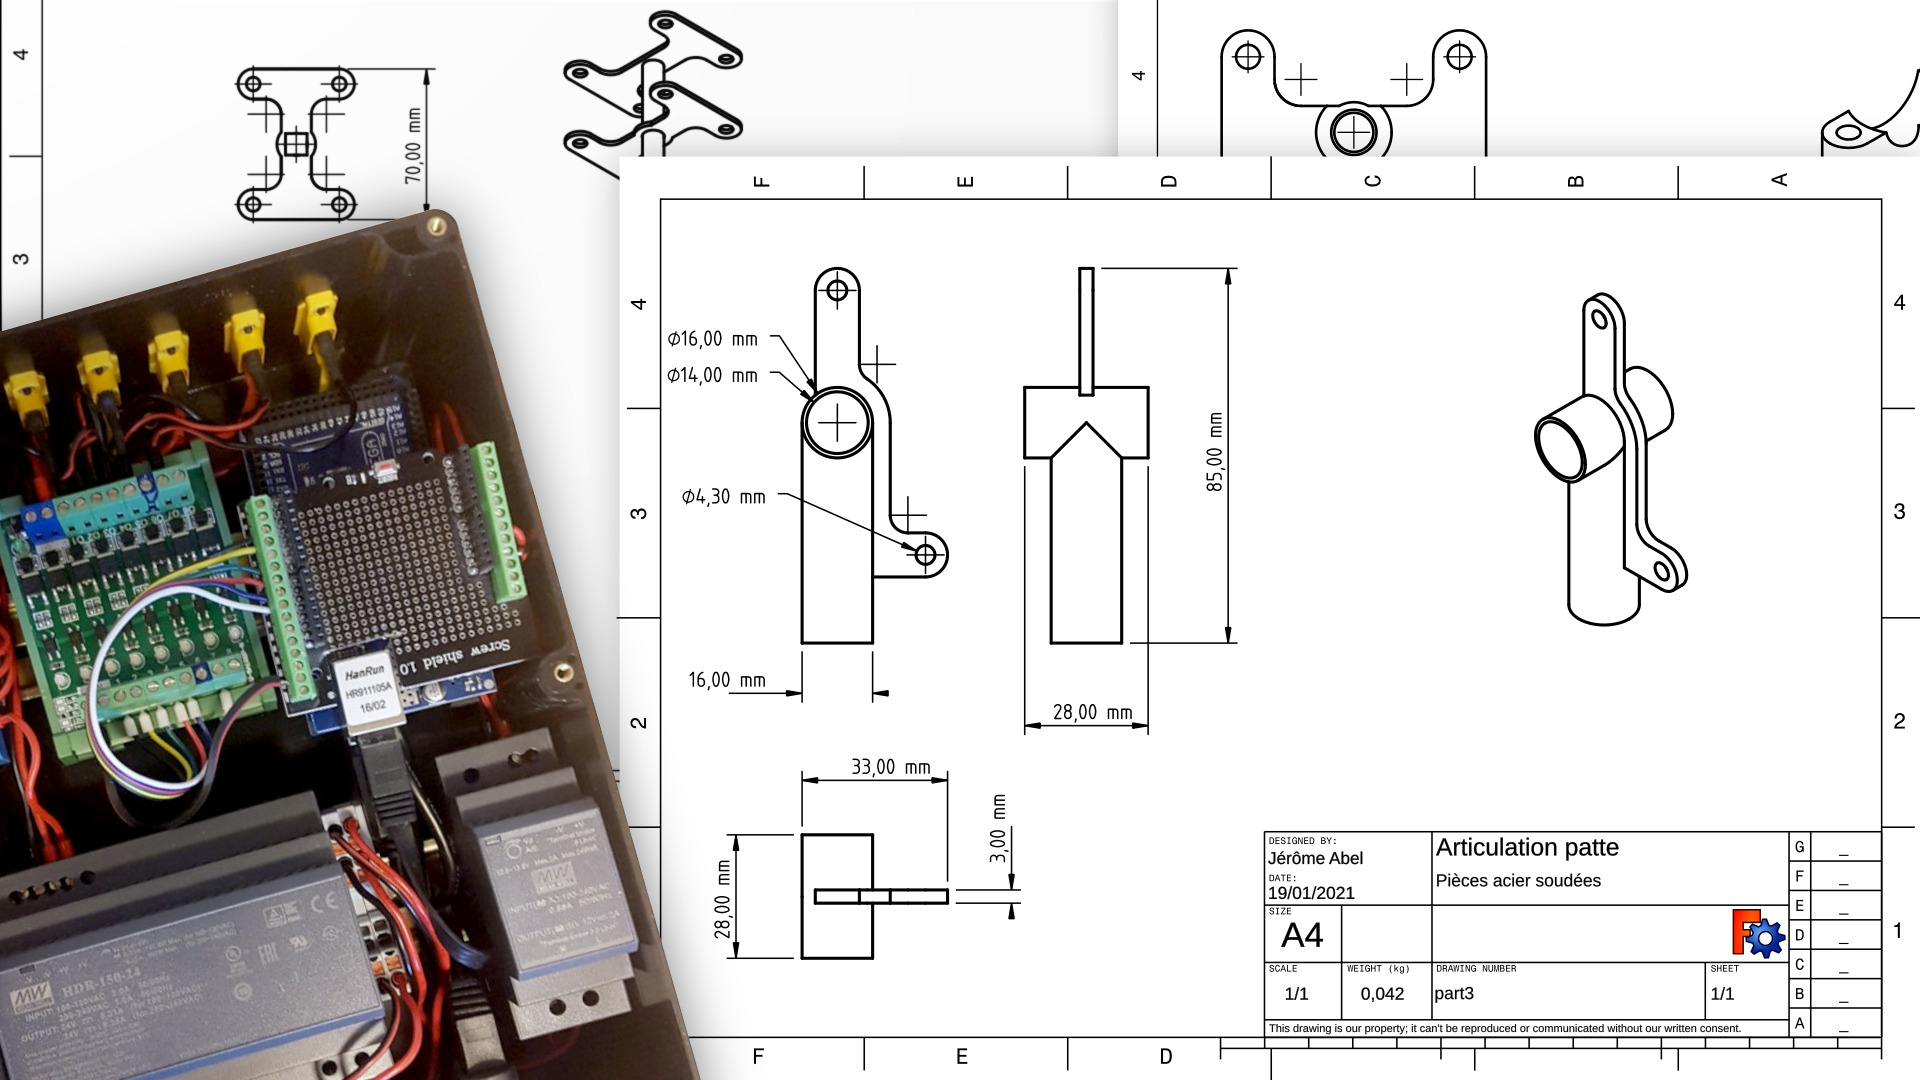 4
3
70,00 mm
4
F
E
D
C
B
A
4
3
2
4
3
2
1
Ø16,00 mm
Ø14,00 mm
Ø4,30 mm
85,00 mm
16,00 mm
28,00 mm
33,00 mm
28,00 mm
3,00 mm
DESIGNED BY:
Jérôme Abel
DATE:
19/01/2021
Articulation patte
Pièces acier soudées
SIZE
A4
SCALE
1/1
WEIGHT (kg)
0,042
DRAWING NUMBER
part3
SHEET
1/1
This drawing is our property; it can't be reproduced or communicated without our written consent.
G _
F _
E _
D _
C _
B _
A _
F
E
D
Screw shield 1.0
HanRun
HR911105A
16/02
MW
HDR-150-24
MW